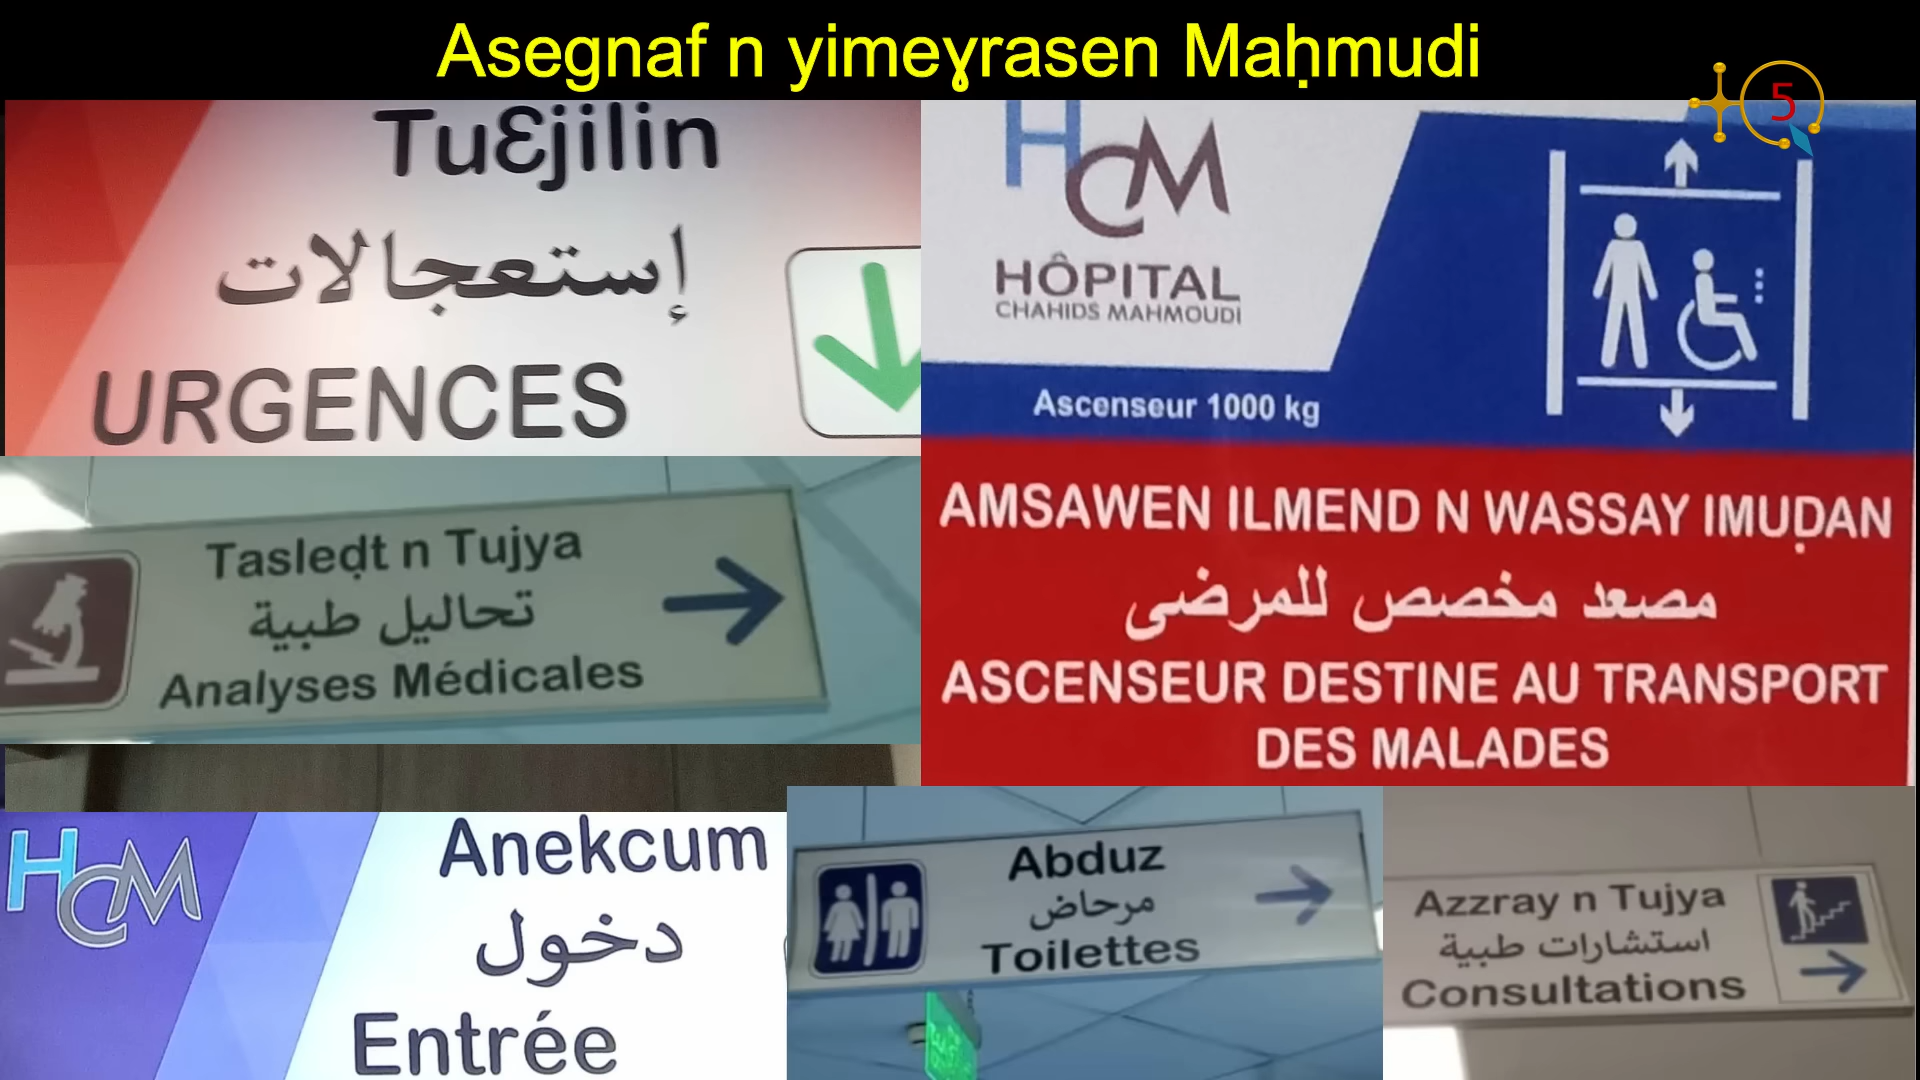 Asegnaf n yimeɣrasen Maḥmudi
5
TuƐjilin
إستعجالات
URGENCES
HCM
HÔPITAL
CHAHIDS MAHMOUDI
Ascenseur 1000 kg
AMSAWEN ILMEND N WASSAY IMUḌAN
مصعد مخصص للمرضى
ASCENSEUR DESTINE AU TRANSPORT
DES MALADES
Tasleḍt n Tujya
تحاليل طبية
Analyses Médicales
HCM
Anekcum
دخول
Entrée
Abduz
مرحاض
Toilettes
Azzray n Tujya
استشارات طبية
Consultations